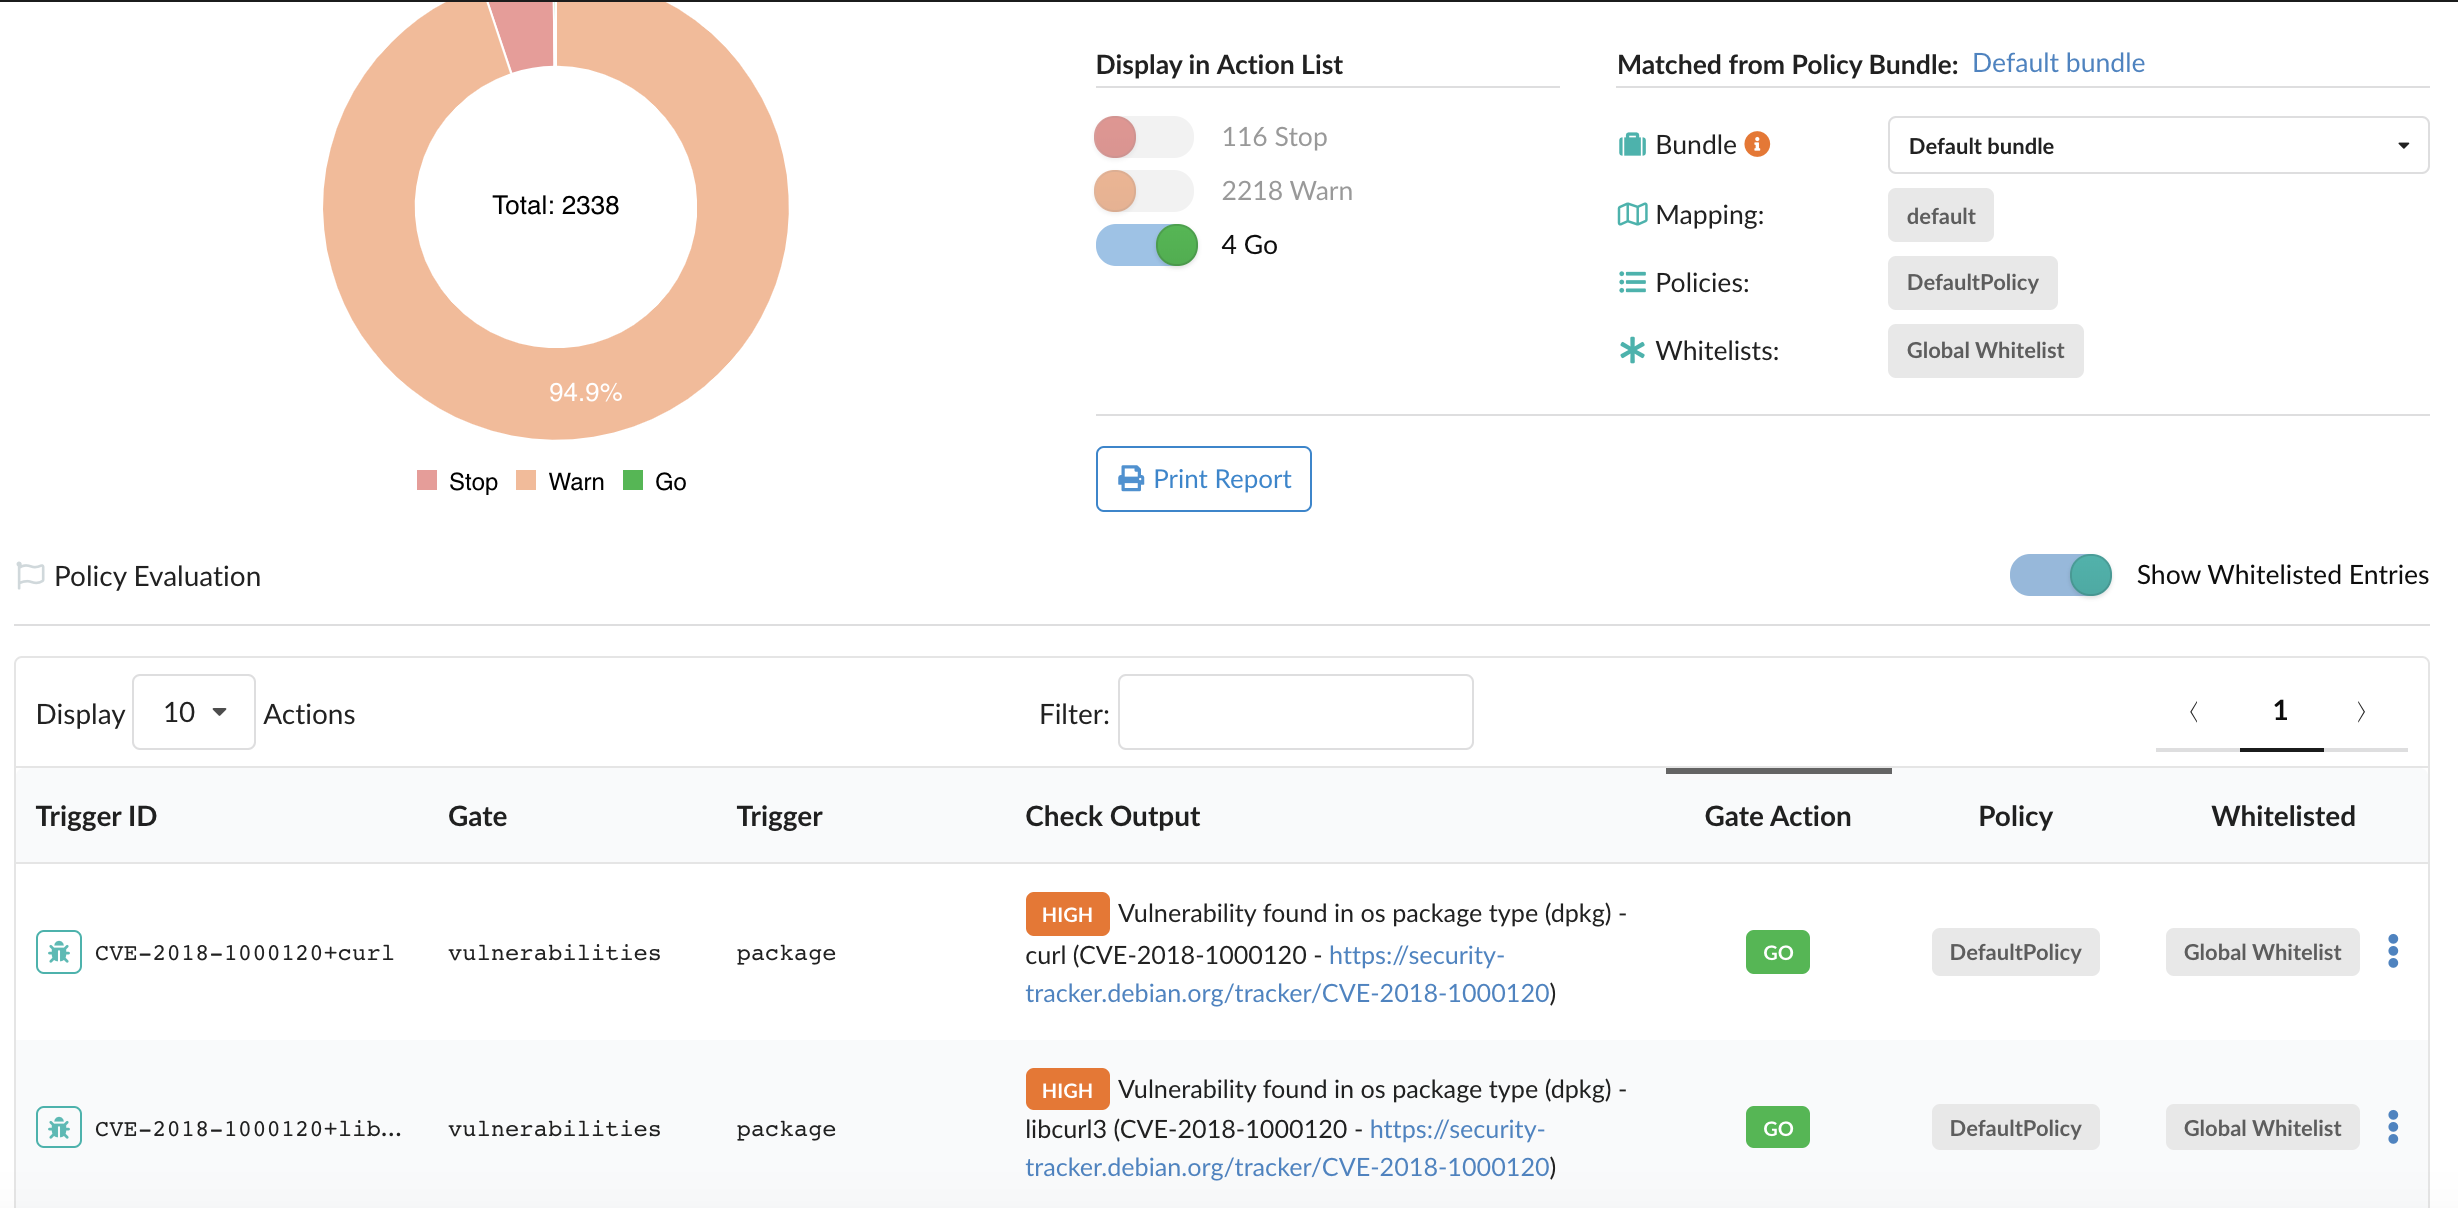 Total: 2338
94.9%
Stop Warn Go
Display in Action List
116 Stop
2218 Warn
4 Go
Matched from Policy Bundle: Default bundle
Bundle Default bundle
Mapping: default
Policies: DefaultPolicy
Whitelists: Global Whitelist
Print Report
Policy Evaluation
Show Whitelisted Entries
Display 10 Actions
Filter:
1
Trigger ID Gate Trigger Check Output Gate Action Policy Whitelisted
HIGH Vulnerability found in os package type (dpkg) -
CVE-2018-1000120+curl vulnerabilities package curl (CVE-2018-1000120 - https://security- GO DefaultPolicy Global Whitelist
tracker.debian.org/tracker/CVE-2018-1000120)
HIGH Vulnerability found in os package type (dpkg) -
CVE-2018-1000120+lib... vulnerabilities package libcurl3 (CVE-2018-1000120 - https://security- GO DefaultPolicy Global Whitelist
tracker.debian.org/tracker/CVE-2018-1000120)